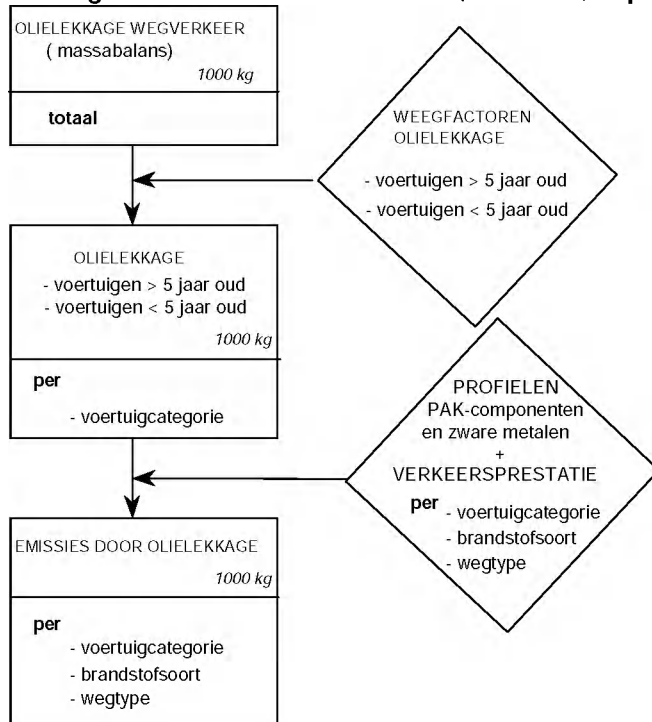 OLIELEKKAGE WEGVERKEER
( massabalans)
1000 kg
totaal
WEEGFACTOREN
OLIELEKKAGE
- voertuigen > 5 jaar oud
- voertuigen < 5 jaar oud
OLIELEKKAGE
- voertuigen > 5 jaar oud
- voertuigen < 5 jaar oud
1000 kg
per
- voertuigcategorie
PROFIELEN
PAK-componenten
en zware metalen
+
VERKEERSPRESTATIE
per - voertuigcategorie
- brandstofsoort
- wegtype
EMISSIES DOOR OLIELEKKAGE
1000 kg
per
- voertuigcategorie
- brandstofsoort
- wegtype